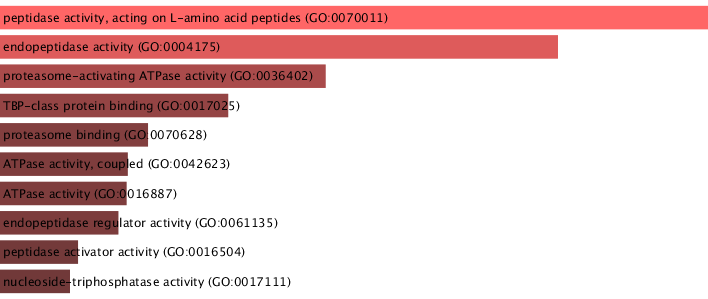 peptidase activity, acting on L-amino acid peptides (GO:0070011)
endopeptidase activity (GO:0004175)
proteasome-activating ATPase activity (GO:0036402)
TBP-class protein binding (GO:0017025)
proteasome binding (GO:0070628)
ATPase activity, coupled (GO:0042623)
ATPase activity (GO:0016887)
endopeptidase regulator activity (GO:0061135)
peptidase activator activity (GO:0016504)
nucleoside-triphosphatase activity (GO:0017111)